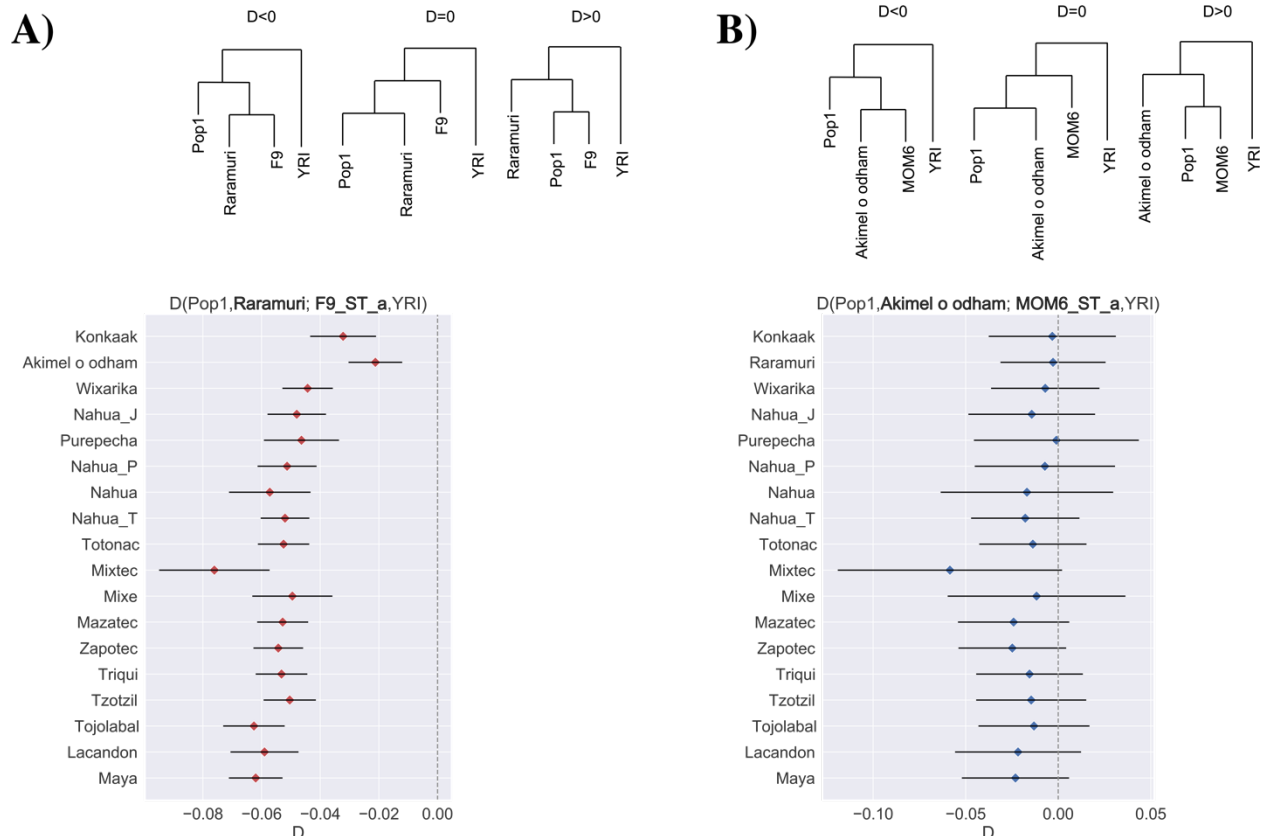 A)
D<0
D=0
D>0
Pop1
Raramuri
F9
YRI
Pop1
Raramuri
F9
YRI
Raramuri
Pop1
F9
YRI
D(Pop1,Raramuri; F9_ST_a,YRI)
Konkaak
Akimel o odham
Wixarika
Nahua_J
Purepecha
Nahua_P
Nahua
Nahua_T
Totonac
Mixtec
Mixe
Mazatec
Zapotec
Triqui
Tzotzil
Tojolabal
Lacandon
Maya
−0.08 −0.06 −0.04 −0.02 0.00
D
B)
D<0
D=0
D>0
Pop1
Akimel o odham
MOM6
YRI
Pop1
Akimel o odham
MOM6
YRI
Akimel o odham
Pop1
MOM6
YRI
D(Pop1,Akimel o odham; MOM6_ST_a,YRI)
Konkaak
Raramuri
Wixarika
Nahua_J
Purepecha
Nahua_P
Nahua
Nahua_T
Totonac
Mixtec
Mixe
Mazatec
Zapotec
Triqui
Tzotzil
Tojolabal
Lacandon
Maya
−0.10 −0.05 0.00 0.05
D